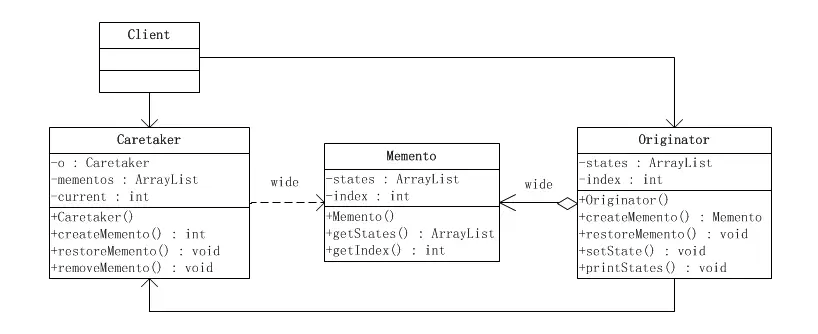 Client
Caretaker
-o : Caretaker
-mementos : ArrayList
-current : int
+Caretaker()
+createMemento() : int
+restoreMemento() : void
+removeMemento() : void
wide
Memento
-states : ArrayList
-index : int
+Memento()
+getStates() : ArrayList
+getIndex() : int
wide
Originator
-states : ArrayList
-index : int
+Originator()
+createMemento() : Memento
+restoreMemento() : void
+setState() : void
+printStates() : void